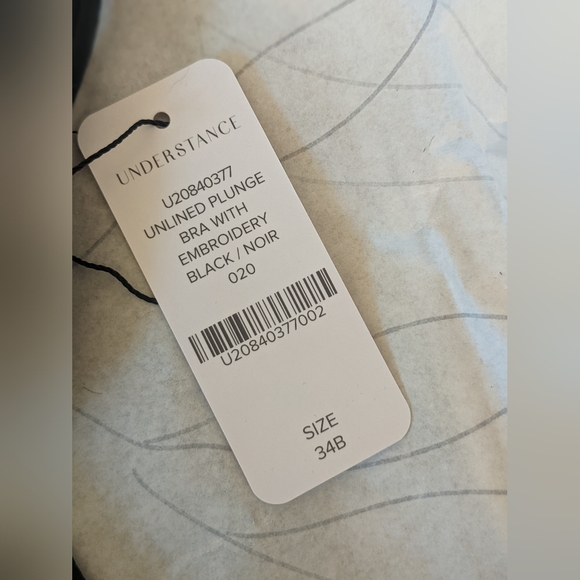 UNDERSTANCE
U20840377
UNLINED PLUNGE
BRA WITH
EMBROIDERY
BLACK / NOIR
020
U20840377002
SIZE
34B